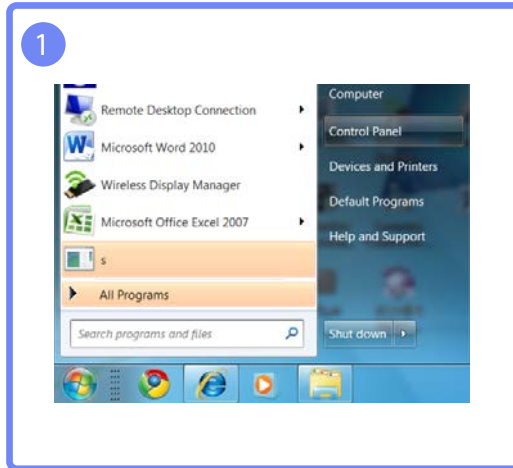 1
Remote Desktop Connection
Microsoft Word 2010
Wireless Display Manager
Microsoft Office Excel 2007
s
All Programs
Search programs and files
Computer
Control Panel
Devices and Printers
Default Programs
Help and Support
Shut down